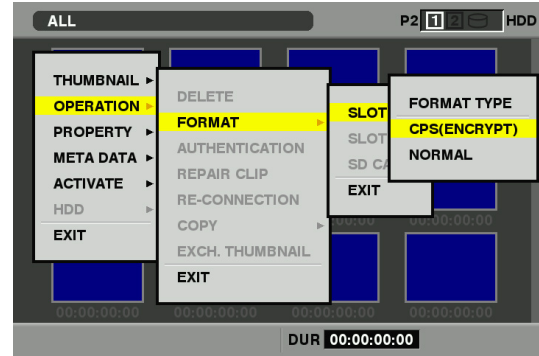 ALL
P2 1 2 HDD
THUMBNAIL
OPERATION
PROPERTY
META DATA
ACTIVATE
HDD
EXIT
DELETE
FORMAT
AUTHENTICATION
REPAIR CLIP
RE-CONNECTION
COPY
EXCH. THUMBNAIL
EXIT
SLOT
SLOT
SD CA
EXIT
FORMAT TYPE
CPS(ENCRYPT)
NORMAL
:00:00
00:00:00:00
00:00:00:00
00:00:00:00
00:00:00:00
00:00:00:00
DUR 00:00:00:00